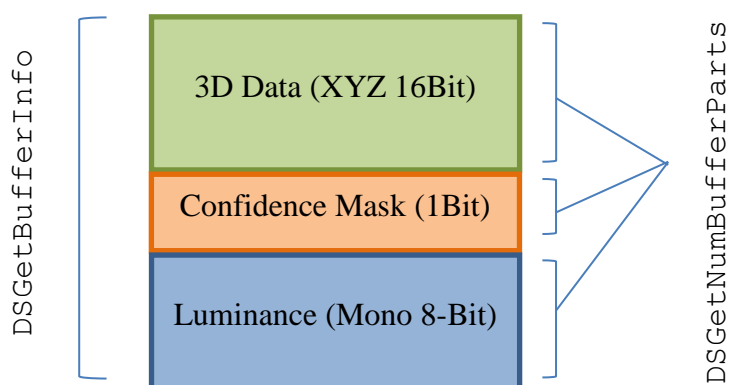 DSGetBufferInfo
3D Data (XYZ 16Bit)
Confidence Mask (1Bit)
Luminance (Mono 8-Bit)
DSGetNumBufferParts